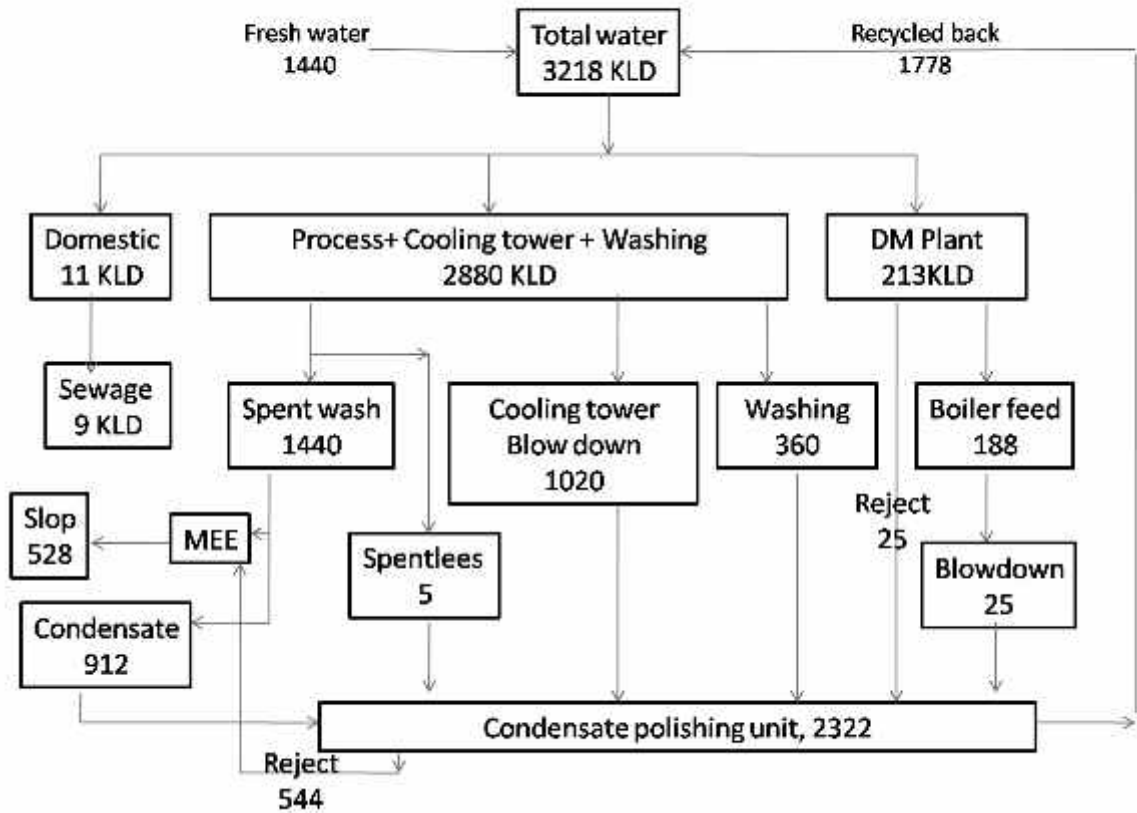 Fresh water
1440
Total water
3218 KLD
Recycled back
1778
Domestic
11 KLD
Process+ Cooling tower + Washing
2880 KLD
DM Plant
213KLD
Sewage
9 KLD
Spent wash
1440
Cooling tower
Blow down
1020
Washing
360
Boiler feed
188
Slop
528
MEE
Spentlees
5
Reject
25
Blowdown
25
Condensate
912
Condensate polishing unit, 2322
Reject
544